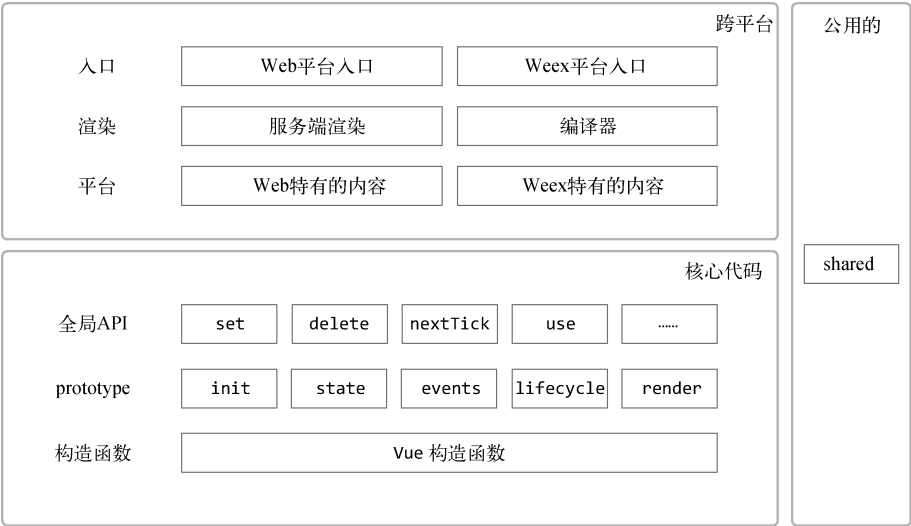 跨平台
入口 Web平台入口 Weex平台入口
渲染 服务端渲染 编译器
平台 Web特有的内容 Weex特有的内容
核心代码
全局API set delete nextTick use ……
prototype init state events lifecycle render
构造函数 Vue 构造函数
公用的
shared